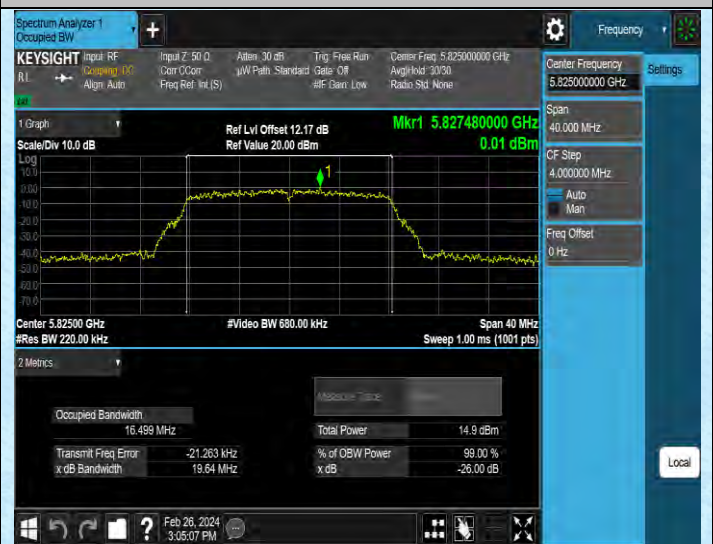 Spectrum Analyzer 1
Occupied BW
Frequency
KEYSIGHT Input: RF Input Z: 50 Ω Atten: 30 dB Trig: Free Run Center Freq: 5.825000000 GHz
RL Coupling: DC Corr CCorr µW Path: Standard Gate: Off Avg|Hold: 30/30
Align: Auto Freq Ref: Int (S) #IF Gain: Low Radio Std: None
1 Graph
Ref Lvl Offset 12.17 dB
Mkr1 5.827480000 GHz
Scale/Div 10.0 dB Ref Value 20.00 dBm 0.01 dBm
Log
10.0
0.00
-10.0
-20.0
-30.0
-40.0
-50.0
-60.0
-70.0
1
Center 5.82500 GHz #Video BW 680.00 kHz Span 40 MHz
#Res BW 220.00 kHz Sweep 1.00 ms (1001 pts)
2 Metrics
Measure Trace
Occupied Bandwidth
16.499 MHz Total Power 14.9 dBm
Transmit Freq Error -21.263 kHz % of OBW Power 99.00 %
x dB Bandwidth 19.64 MHz x dB -26.00 dB
Center Frequency
5.825000000 GHz
Settings
Span
40.000 MHz
CF Step
4.000000 MHz
Auto
Man
Freq Offset
0 Hz
Local
Feb 26, 2024
3:05:07 PM